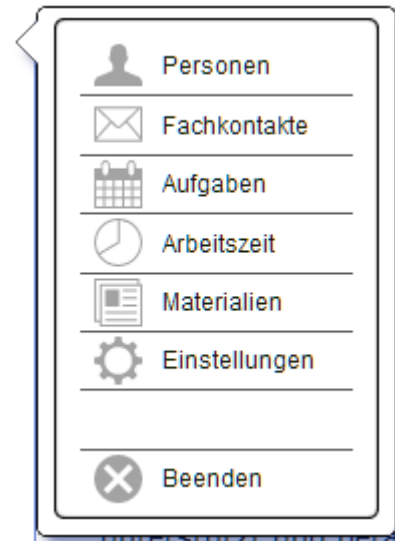 Personen
Fachkontakte
Aufgaben
Arbeitszeit
Materialien
Einstellungen
Beenden